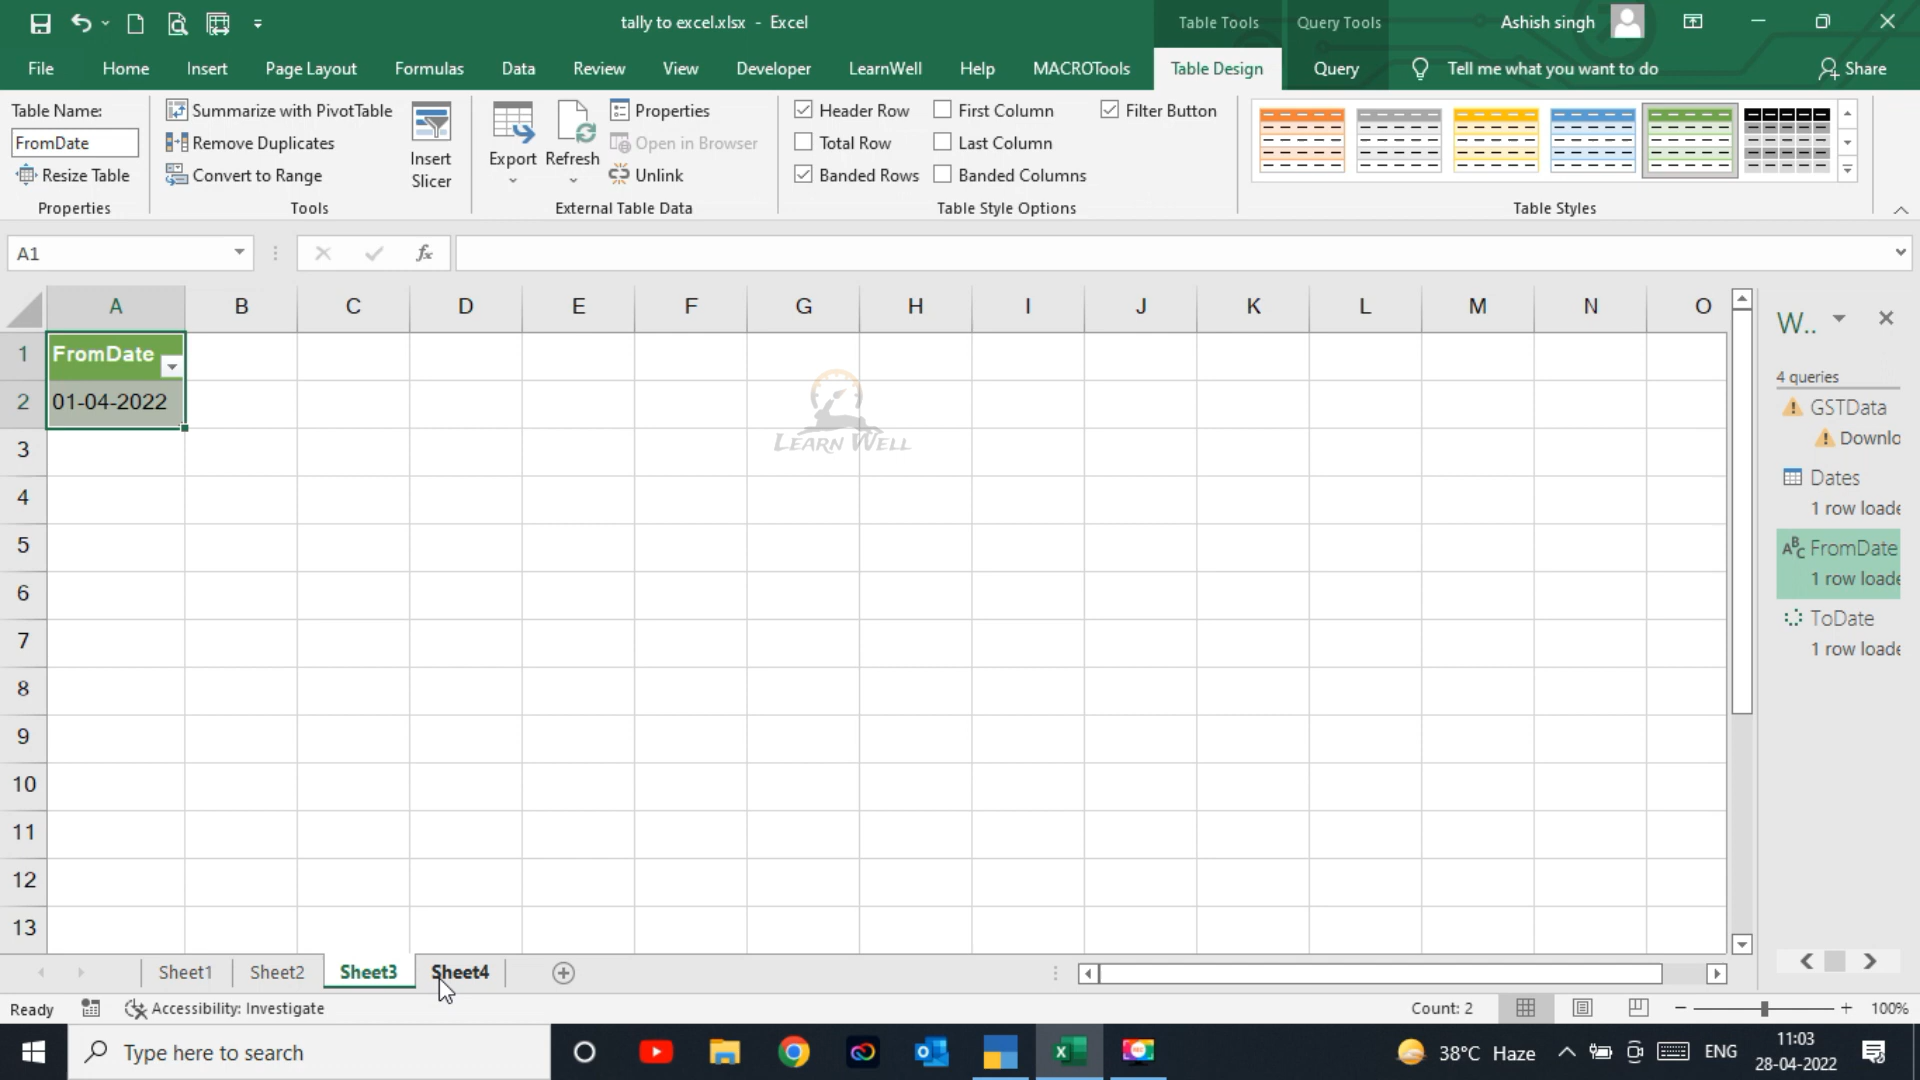 tally to excel.xlsx - Excel
Table Tools
Query Tools
Ashish singh
File Home Insert Page Layout Formulas Data Review View Developer LearnWell Help MACROTools Table Design Query Tell me what you want to do Share
Table Name:
FromDate
Resize Table
Properties
Summarize with PivotTable
Remove Duplicates
Convert to Range
Insert
Slicer
Tools
Export
Refresh
Properties
Open in Browser
Unlink
External Table Data
Header Row
Total Row
Banded Rows
First Column
Last Column
Banded Columns
Filter Button
Table Style Options
Table Styles
A1
fx
A B C D E F G H I J K L M N O
1 FromDate
2 01-04-2022
3
4
5
6
7
8
9
10
11
12
13
LEARN WELL
W..
4 queries
GSTData
Downlo
Dates
1 row loade
ABC FromDate
1 row loade
ToDate
1 row loade
Sheet1 Sheet2 Sheet3 Sheet4
Ready
Accessibility: Investigate
Count: 2
100%
Type here to search
38°C Haze
ENG
11:03
28-04-2022